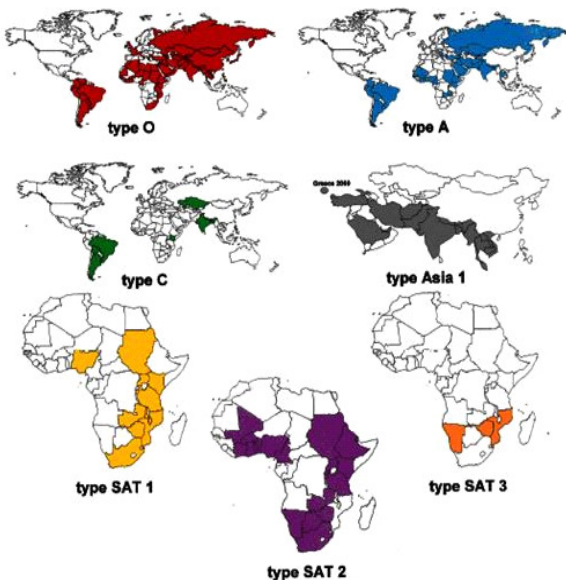 type O
type A
Greece 2000
type C
type Asia 1
type SAT 1
type SAT 3
type SAT 2